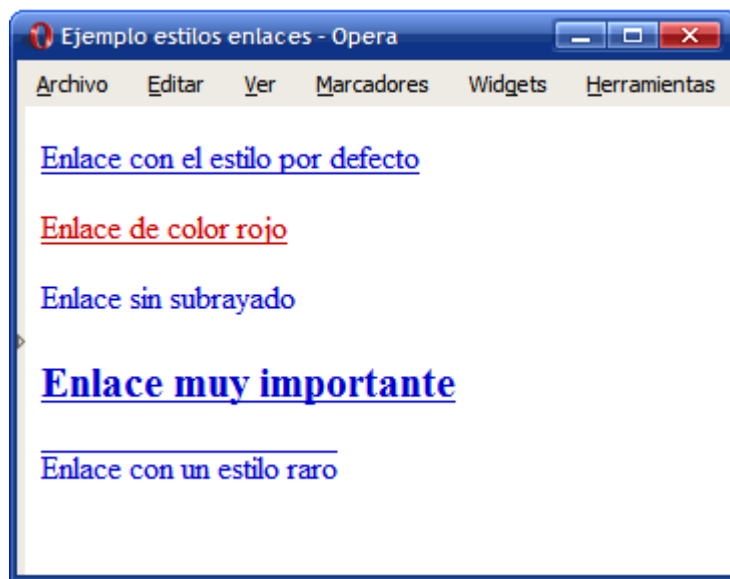 Ejemplo estilos enlaces - Opera
Archivo Editar Ver Marcadores Widgets Herramientas
Enlace con el estilo por defecto
Enlace de color rojo
Enlace sin subrayado
Enlace muy importante
Enlace con un estilo raro